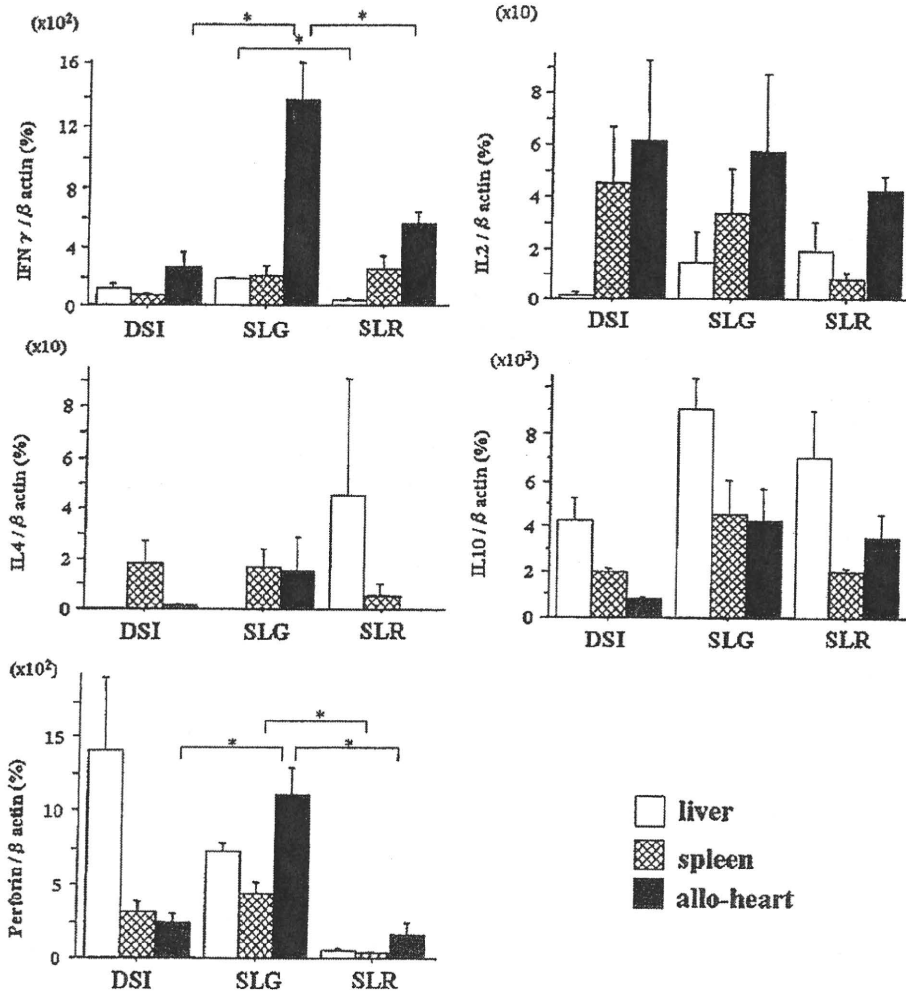 (x10²)
* *
*
16
12
8
4
2
0
IFN γ / β actin (%)
DSI SLG SLR
(x10)
8
6
4
2
0
IL2 / β actin (%)
DSI SLG SLR
(x10)
8
6
4
2
0
IL4 / β actin (%)
DSI SLG SLR
(x10³)
8
6
4
2
0
IL10 / β actin (%)
DSI SLG SLR
(x10²)
*
* *
15
10
5
0
Perforin / β actin (%)
DSI SLG SLR
liver
spleen
allo-heart